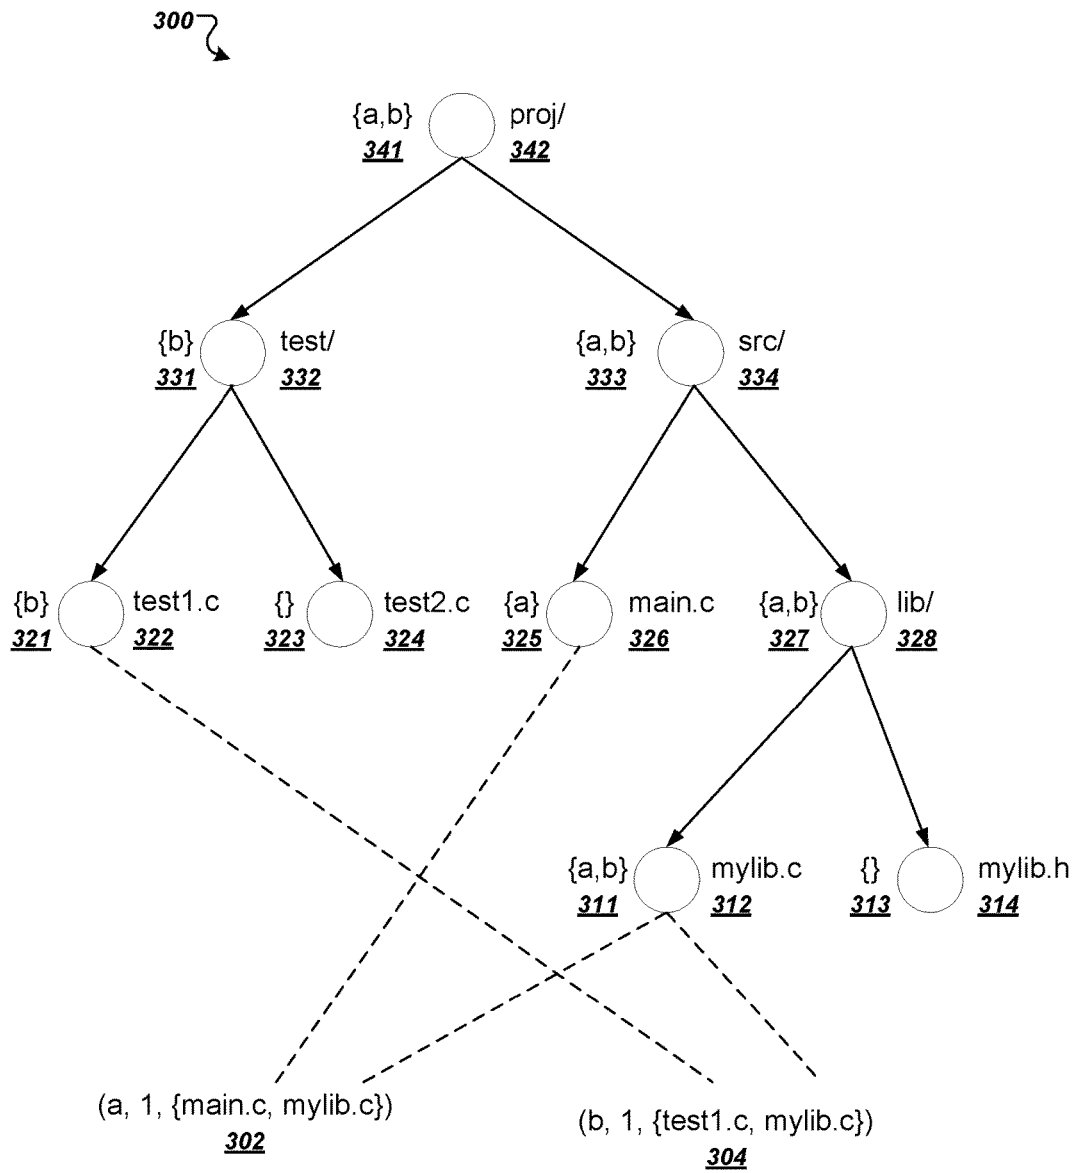 300
{a,b} proj/
341 342
{b} test/ {a,b} src/
331 332 333 334
{b} test1.c {} test2.c {a} main.c {a,b} lib/
321 322 323 324 325 326 327 328
{a,b} mylib.c {} mylib.h
311 312 313 314
(a, 1, {main.c, mylib.c})
302
(b, 1, {test1.c, mylib.c})
304